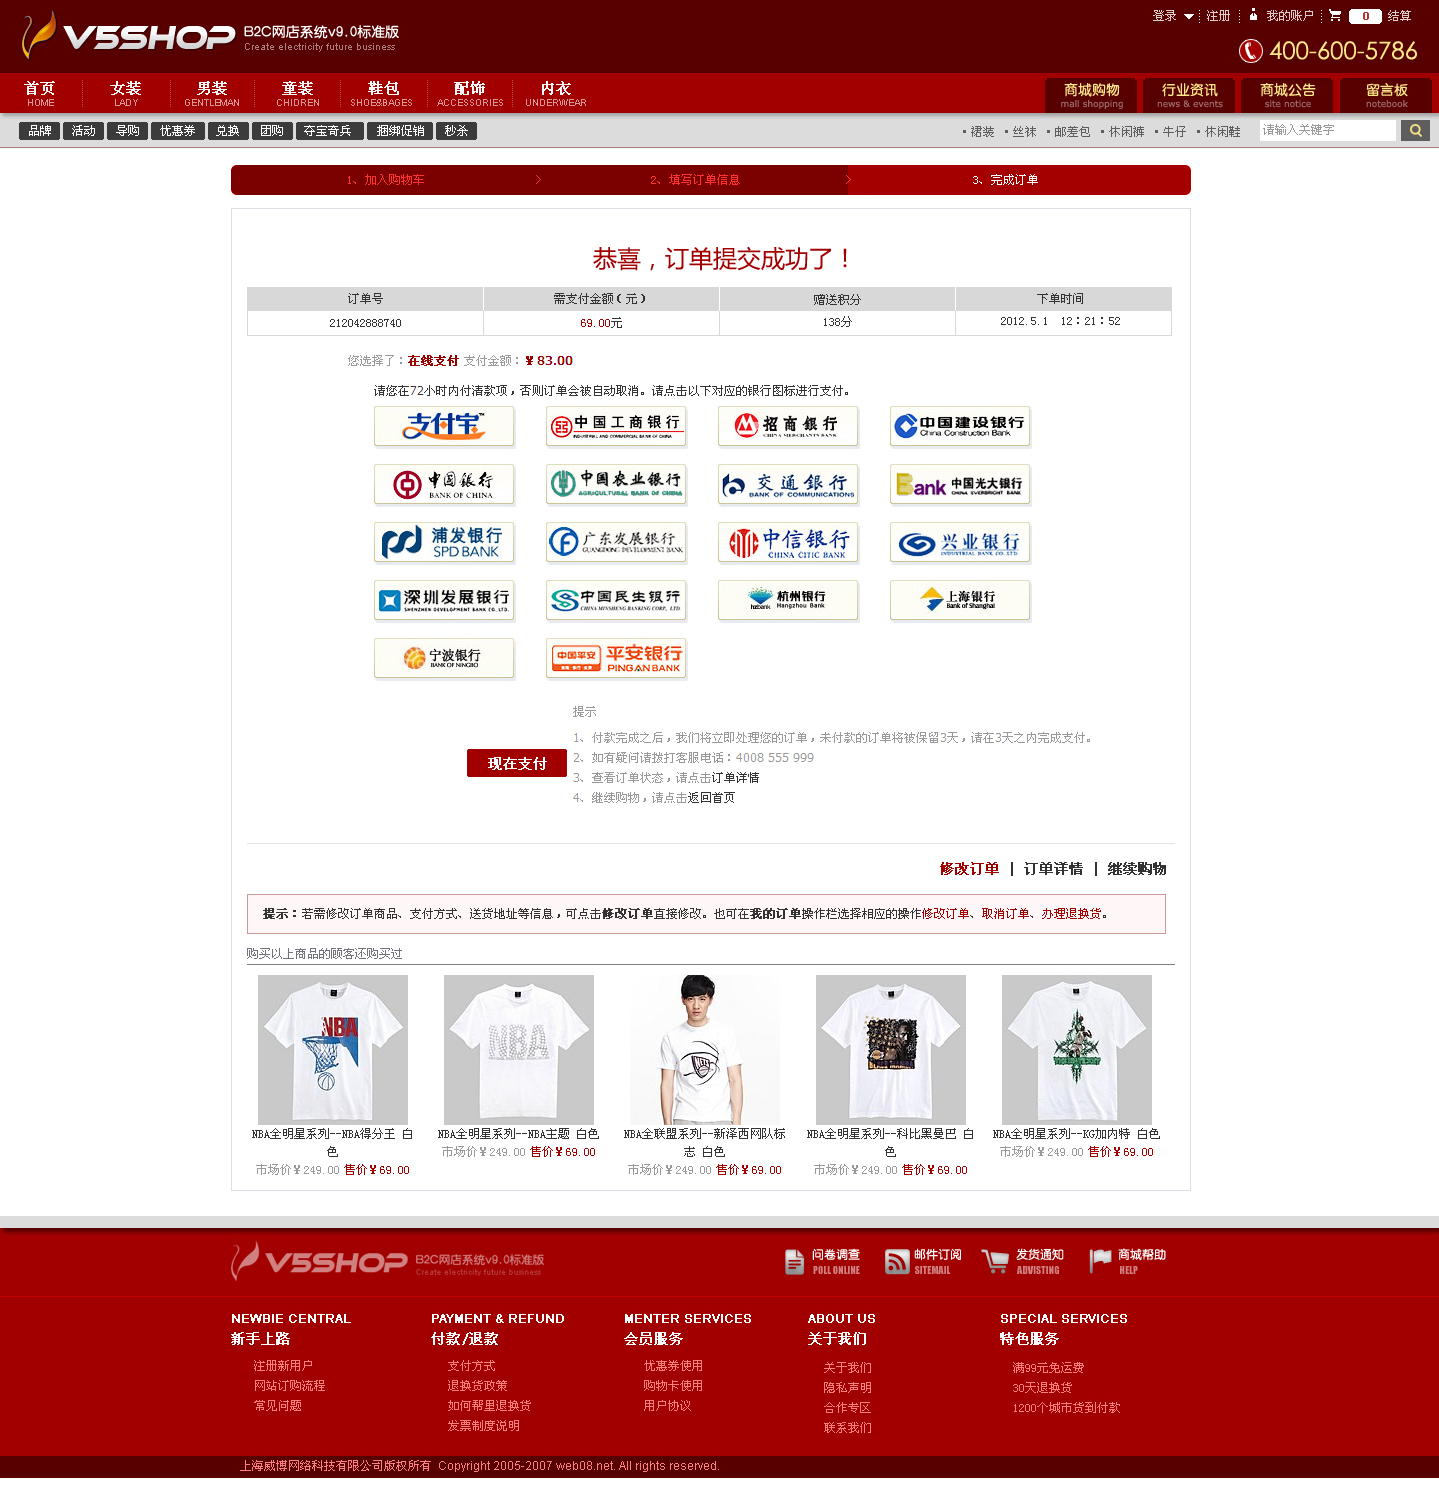 V5SHOP B2C网店系统v9.0标准版
Create electricity future business
登录 注册 我的账户 0 结算
400-600-5786
首页 女装 男装 童装 鞋包 配饰 内衣
HOME LADY GENTLEMAN CHIDREN SHOE&BAGES ACCESSORIES UNDERWEAR
商城购物 行业资讯 商城公告 留言板
mall shopping news & events site notice notebook
品牌 活动 导购 优惠券 兑换 团购 夺宝奇兵 捆绑促销 秒杀
裙装 丝袜 邮差包 休闲裤 牛仔 休闲鞋 请输入关键字
1、加入购物车 2、填写订单信息 3、完成订单
恭喜，订单提交成功了！
订单号 需支付金额（元） 赠送积分 下单时间
212042888740 69.00元 138分 2012.5.1 12：21：52
您选择了：在线支付 支付金额：¥ 83.00
请您在72小时内付清款项，否则订单会被自动取消。请点击以下对应的银行图标进行支付。
支付宝 中国工商银行 招商银行 中国建设银行
INDUSTRIAL AND COMMERCIAL BANK OF CHINA CHINA MERCHANTS BANK China Construction Bank
中国银行 中国农业银行 交通银行 Bank 中国光大银行
BANK OF CHINA AGRICULTURAL BANK OF CHINA BANK OF COMMUNICATIONS CHINA EVERBRIGHT BANK
浦发银行 广东发展银行 中信银行 兴业银行
SPD BANK GUANGDONG DEVELOPMENT BANK CHINA CITIC BANK INDUSTRIAL BANK CO.,LTD.
深圳发展银行 中国民生银行 杭州银行 上海银行
SHENZHEN DEVELOPMENT BANK CO.,LTD. CHINA MINSHENG BANKING CORP., LTD. hzbank Hangzhou Bank Bank of Shanghai
宁波银行 中国平安 平安银行
BANK OF NINGBO PINGAN BANK
提示
1、付款完成之后，我们将立即处理您的订单，未付款的订单将被保留3天，请在3天之内完成支付。
现在支付
2、如有疑问请拨打客服电话：4008 555 999
3、查看订单状态，请点击订单详情
4、继续购物，请点击返回首页
修改订单 | 订单详情 | 继续购物
提示：若需修改订单商品、支付方式、送货地址等信息，可点击修改订单直接修改。也可在我的订单操作栏选择相应的操作修改订单、取消订单、办理退换货。
购买以上商品的顾客还购买过
NBA
NBA
NBA全明星系列--NBA得分王 白色
市场价¥249.00 售价¥69.00
NBA全明星系列--NBA主题 白色
市场价¥249.00 售价¥69.00
NBA全联盟系列--新泽西网队标志 白色
市场价¥249.00 售价¥69.00
NBA全明星系列--科比黑曼巴 白色
市场价¥249.00 售价¥69.00
NBA全明星系列--KG加内特 白色
市场价¥249.00 售价¥69.00
V5SHOP B2C网店系统v9.0标准版
Create electricity future business
问卷调查 邮件订阅 发货通知 商城帮助
POLL ONLINE SITEMAIL ADVISTING HELP
NEWBIE CENTRAL
新手上路
注册新用户
网站订购流程
常见问题
PAYMENT & REFUND
付款/退款
支付方式
退换货政策
如何帮里退换货
发票制度说明
MENTER SERVICES
会员服务
优惠券使用
购物卡使用
用户协议
ABOUT US
关于我们
关于我们
隐私声明
合作专区
联系我们
SPECIAL SERVICES
特色服务
满99元免运费
30天退换货
1200个城市货到付款
上海威博网络科技有限公司版权所有 Copyright 2005-2007 web08.net. All rights reserved.